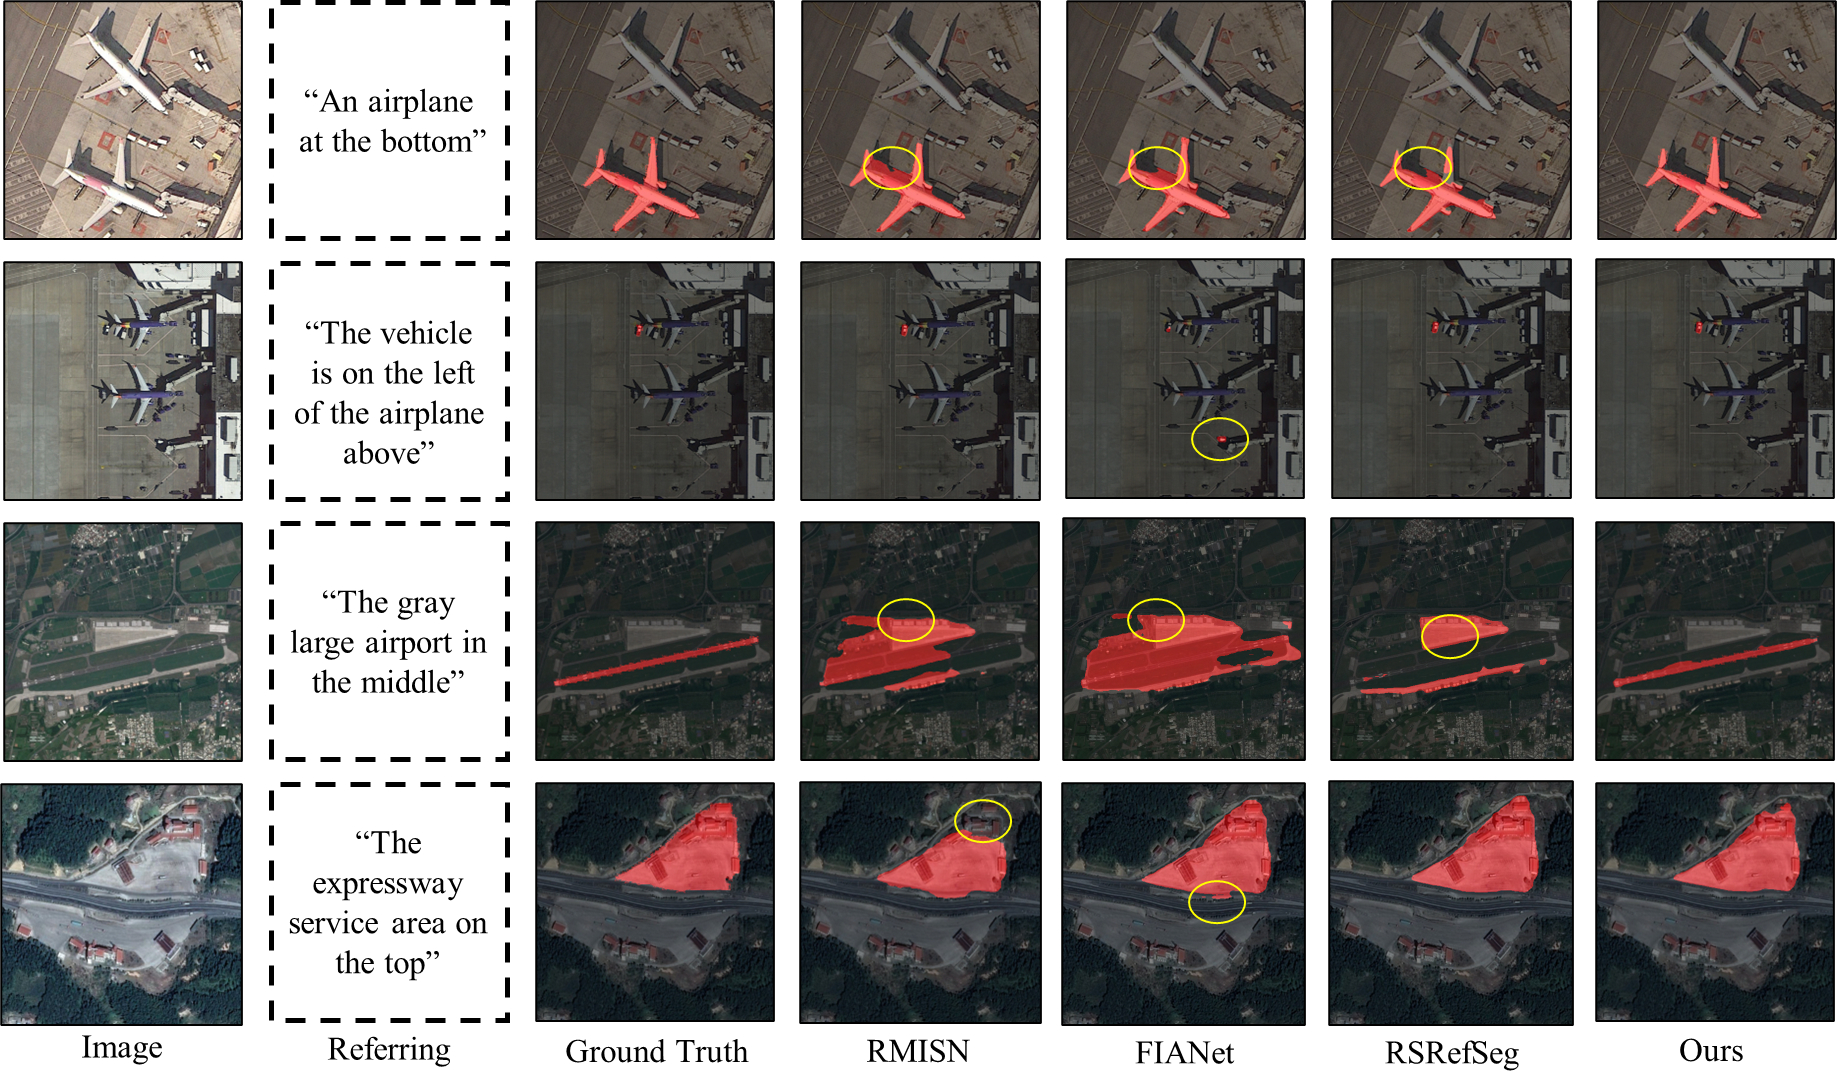 “An airplane
at the bottom”
“The vehicle
is on the left
of the airplane
above”
“The gray
large airport in
the middle”
“The
expressway
service area on
the top”
Image
Referring
Ground Truth
RMISN
FIANet
RSRefSeg
Ours